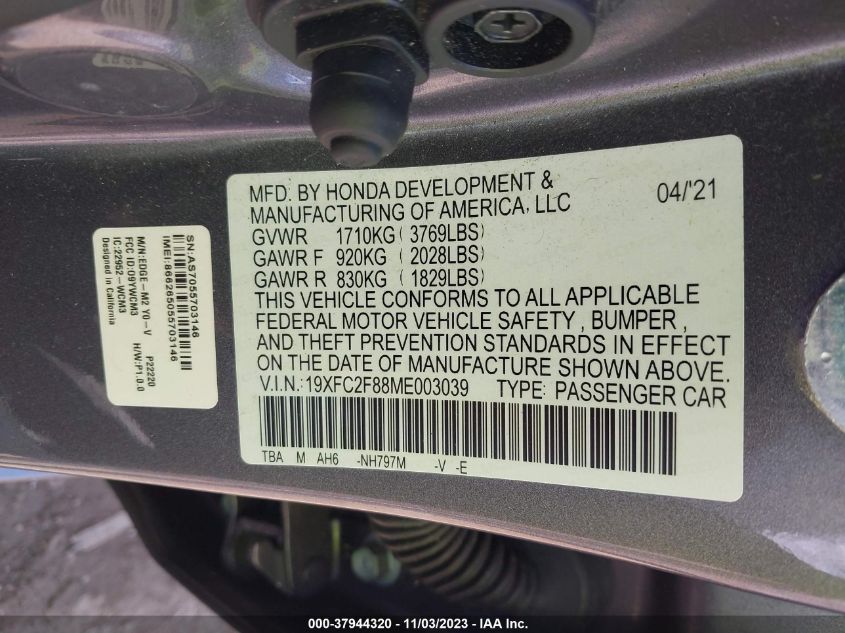 MFD. BY HONDA DEVELOPMENT &
MANUFACTURING OF AMERICA, LLC 04/'21
GVWR 1710KG ( 3769LBS)
GAWR F 920KG ( 2028LBS)
GAWR R 830KG ( 1829LBS)
THIS VEHICLE CONFORMS TO ALL APPLICABLE
FEDERAL MOTOR VEHICLE SAFETY , BUMPER ,
AND THEFT PREVENTION STANDARDS IN EFFECT
ON THE DATE OF MANUFACTURE SHOWN ABOVE.
V.I.N.:19XFC2F88ME003039 TYPE: PASSENGER CAR
TBA M AH6 -NH797M -V -E
SN:AS7055703146
IMEI:866265055703146
M/N:EDGE-M2 Y0-V P22220
FCC ID:O9YWCM3 H/W:P1.0.0
IC:22952-WCM3
Designed in California
000-37944320 - 11/03/2023 - IAA Inc.